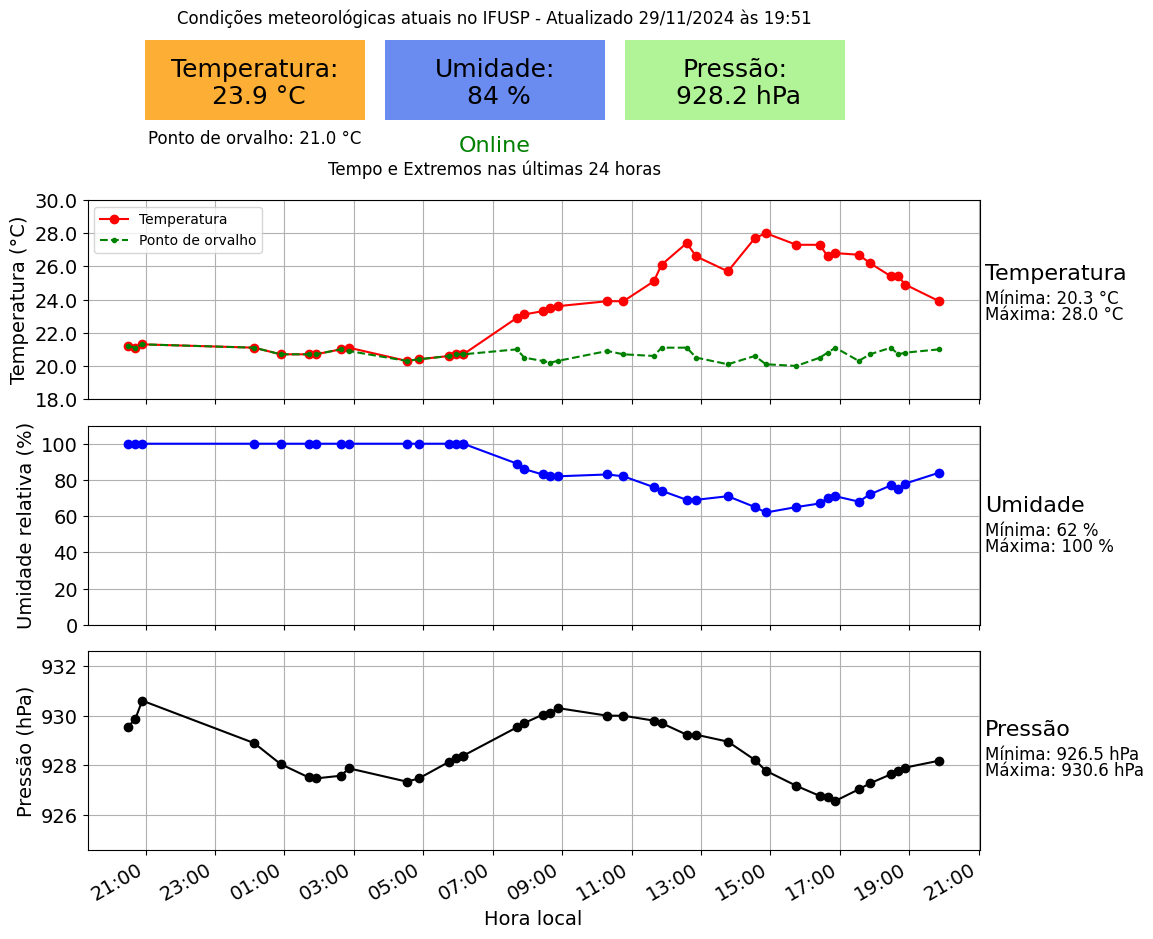 Condições meteorológicas atuais no IFUSP - Atualizado 29/11/2024 às 19:51
Temperatura:
23.9 °C
Umidade:
84 %
Pressão:
928.2 hPa
Ponto de orvalho: 21.0 °C
Online
Tempo e Extremos nas últimas 24 horas
Temperatura (°C)
30.0
28.0
26.0
24.0
22.0
20.0
18.0
Temperatura
Ponto de orvalho
Temperatura
Mínima: 20.3 °C
Máxima: 28.0 °C
Umidade relativa (%)
100
80
60
40
20
0
Umidade
Mínima: 62 %
Máxima: 100 %
Pressão (hPa)
932
930
928
926
Pressão
Mínima: 926.5 hPa
Máxima: 930.6 hPa
21:00
23:00
01:00
03:00
05:00
07:00
09:00
11:00
13:00
15:00
17:00
19:00
21:00
Hora local